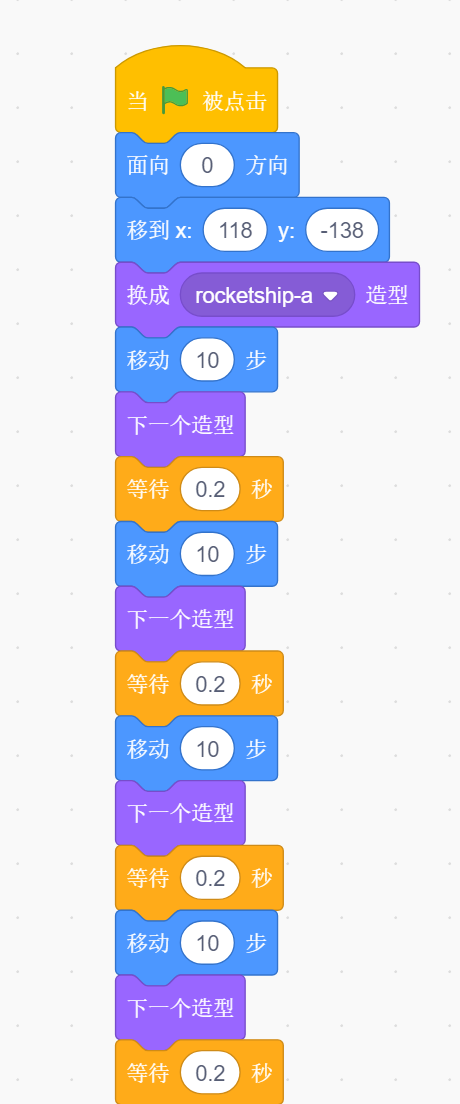 当 被点击
面向 0 方向
移到 x: 118 y: -138
换成 rocketship-a 造型
移动 10 步
下一个造型
等待 0.2 秒
移动 10 步
下一个造型
等待 0.2 秒
移动 10 步
下一个造型
等待 0.2 秒
移动 10 步
下一个造型
等待 0.2 秒